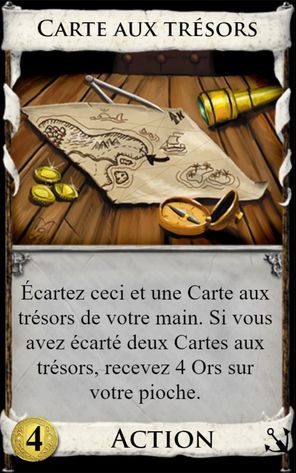 Carte aux trésors
Écartez ceci et une Carte aux
trésors de votre main. Si vous
avez écarté deux Cartes aux
trésors, recevez 4 Ors sur
votre pioche.
4 Action